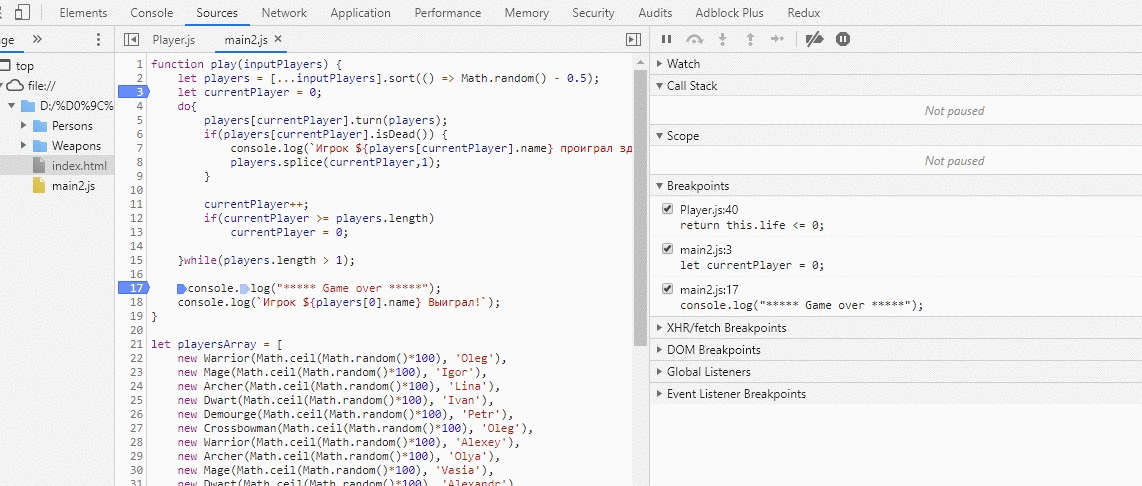 Elements Console Sources Network Application Performance Memory Security Audits Adblock Plus Redux
ge » Player.js main2.js ×
top
file://
D:/%D0%9C%
Persons
Weapons
index.html
main2.js
1 function play(inputPlayers) {
2 let players = [...inputPlayers].sort(() => Math.random() - 0.5);
3 let currentPlayer = 0;
4 do{
5 players[currentPlayer].turn(players);
6 if(players[currentPlayer].isDead()) {
7 console.log(`Игрок ${players[currentPlayer].name} проиграл зд
8 players.splice(currentPlayer,1);
9 }
10
11 currentPlayer++;
12 if(currentPlayer >= players.length)
13 currentPlayer = 0;
14
15 }while(players.length > 1);
16
17 console.log("***** Game over *****");
18 console.log(`Игрок ${players[0].name} Выиграл!`);
19 }
20
21 let playersArray = [
22 new Warrior(Math.ceil(Math.random()*100), 'Oleg'),
23 new Mage(Math.ceil(Math.random()*100), 'Igor'),
24 new Archer(Math.ceil(Math.random()*100), 'Lina'),
25 new Dwart(Math.ceil(Math.random()*100), 'Ivan'),
26 new Demourge(Math.ceil(Math.random()*100), 'Petr'),
27 new Crossbowman(Math.ceil(Math.random()*100), 'Oleg'),
28 new Warrior(Math.ceil(Math.random()*100), 'Alexey'),
29 new Archer(Math.ceil(Math.random()*100), 'Olya'),
30 new Mage(Math.ceil(Math.random()*100), 'Vasia'),
31 new Dwart(Math.ceil(Math.random()*100), 'Alexandr'),
Watch
Call Stack
Not paused
Scope
Not paused
Breakpoints
Player.js:40
return this.life <= 0;
main2.js:3
let currentPlayer = 0;
main2.js:17
console.log("***** Game over *****");
XHR/fetch Breakpoints
DOM Breakpoints
Global Listeners
Event Listener Breakpoints